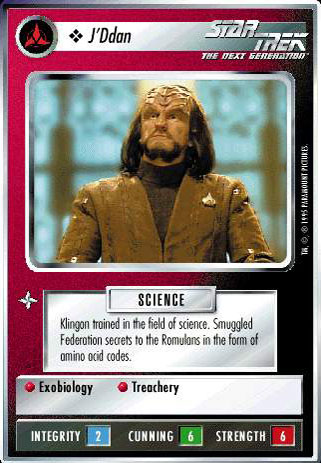 ❖ J'Ddan
STAR TREK
THE NEXT GENERATION
TM, ©, ® 1995 PARAMOUNT PICTURES.
SCIENCE
Klingon trained in the field of science. Smuggled
Federation secrets to the Romulans in the form of
amino acid codes.
Exobiology Treachery
INTEGRITY 2 CUNNING 6 STRENGTH 6